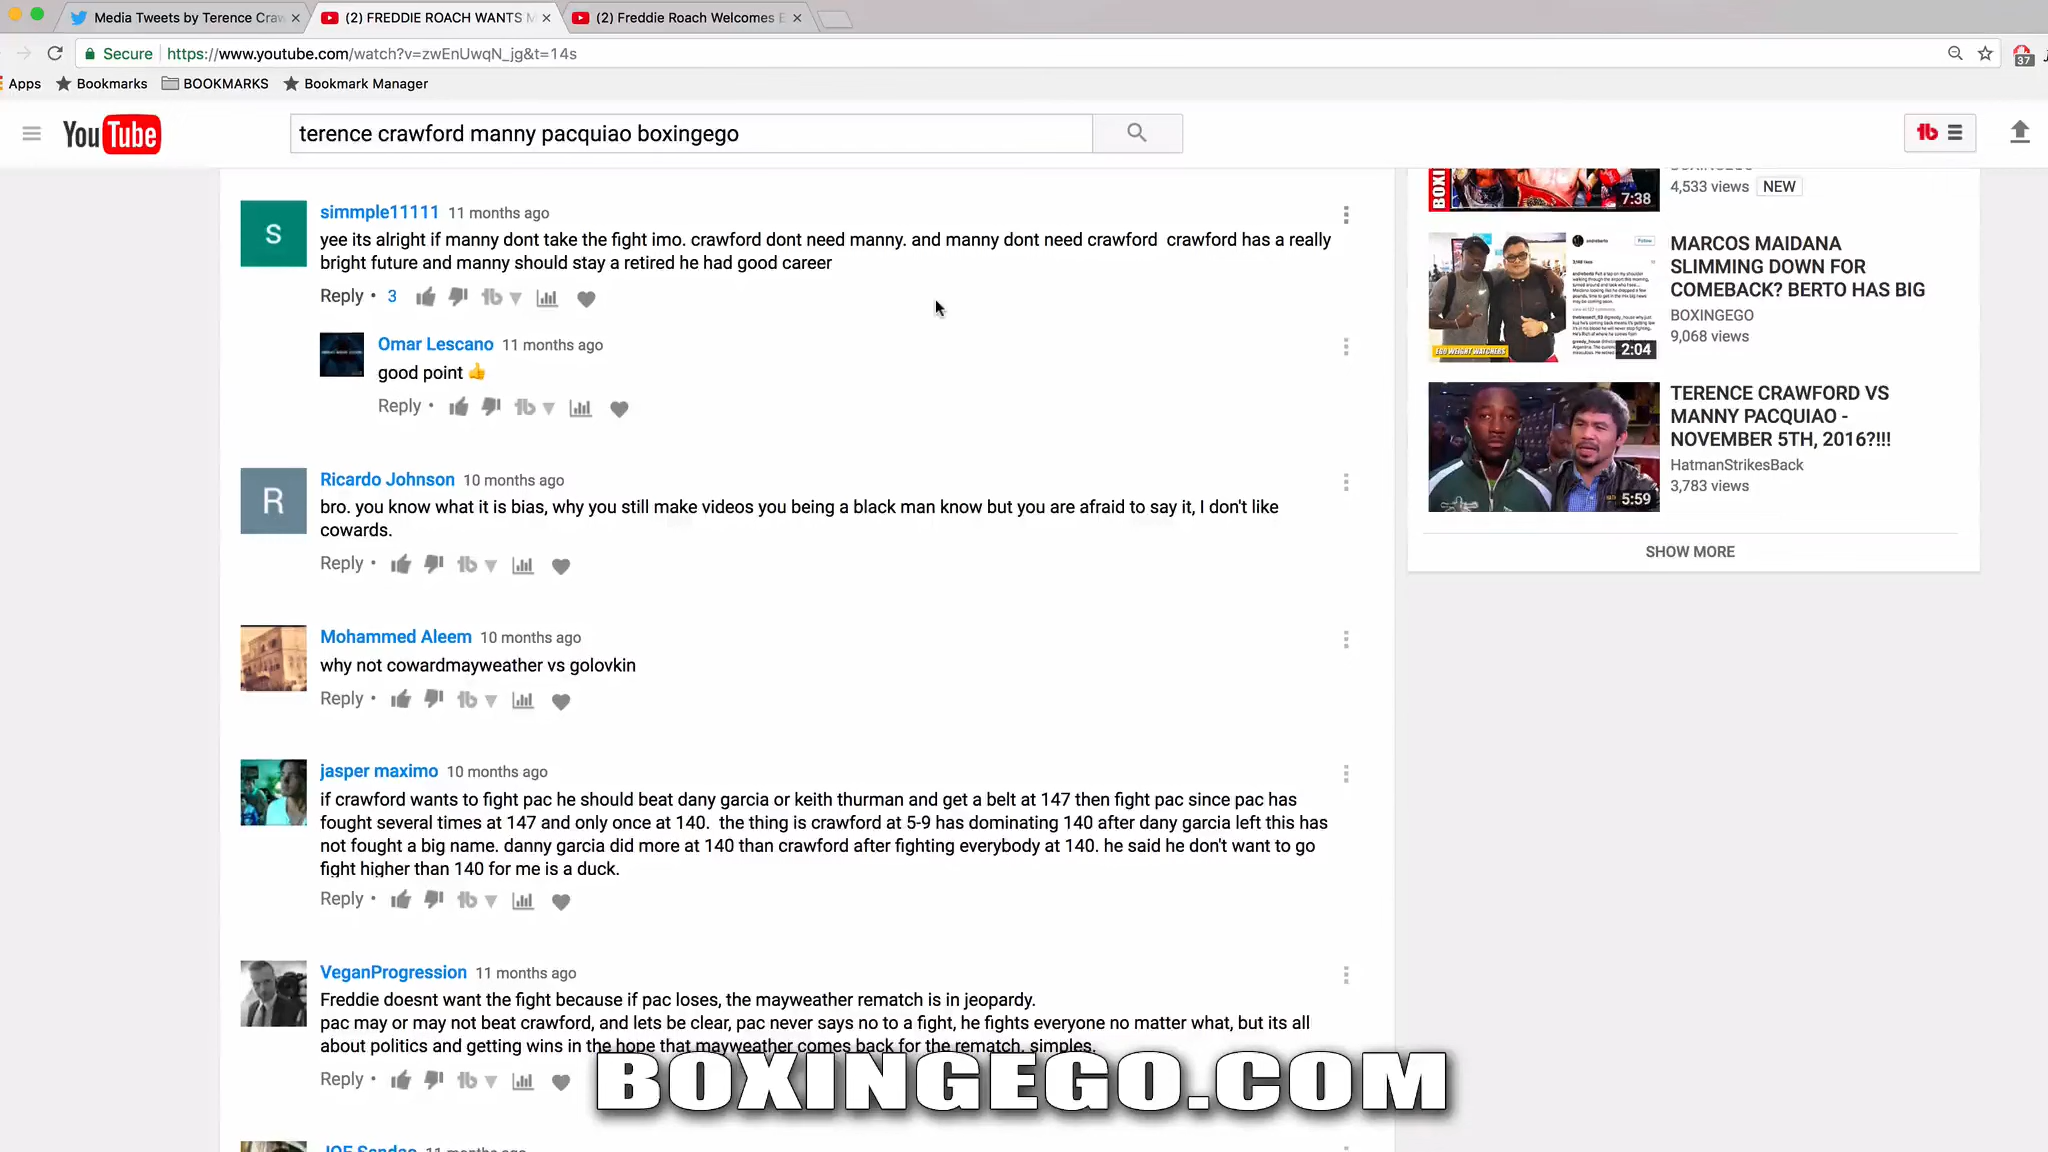 Media Tweets by Terence Craw
(2) FREDDIE ROACH WANTS M
(2) Freddie Roach Welcomes E
Secure
https://www.youtube.com/watch?v=zwEnUwqN_jg&t=14s
37
Apps
Bookmarks
BOOKMARKS
Bookmark Manager
YouTube
terence crawford manny pacquiao boxingego
simmple11111 11 months ago
yee its alright if manny dont take the fight imo. crawford dont need manny. and manny dont need crawford crawford has a really
bright future and manny should stay a retired he had good career
Reply • 3
Omar Lescano 11 months ago
good point 👍
Reply •
Ricardo Johnson 10 months ago
bro. you know what it is bias, why you still make videos you being a black man know but you are afraid to say it, I don't like
cowards.
Reply •
Mohammed Aleem 10 months ago
why not cowardmayweather vs golovkin
Reply •
jasper maximo 10 months ago
if crawford wants to fight pac he should beat dany garcia or keith thurman and get a belt at 147 then fight pac since pac has
fought several times at 147 and only once at 140. the thing is crawford at 5-9 has dominating 140 after dany garcia left this has
not fought a big name. danny garcia did more at 140 than crawford after fighting everybody at 140. he said he don't want to go
fight higher than 140 for me is a duck.
Reply •
VeganProgression 11 months ago
Freddie doesnt want the fight because if pac loses, the mayweather rematch is in jeopardy.
pac may or may not beat crawford, and lets be clear, pac never says no to a fight, he fights everyone no matter what, but its all
about politics and getting wins in the hope that mayweather comes back for the rematch. simples.
Reply •
BOXINGEGO.COM
4,533 views NEW
7:38
MARCOS MAIDANA
SLIMMING DOWN FOR
COMEBACK? BERTO HAS BIG
BOXINGEGO
9,068 views
EGO WEIGHT WATCHERS
2:04
TERENCE CRAWFORD VS
MANNY PACQUIAO -
NOVEMBER 5TH, 2016?!!!
HatmanStrikesBack
3,783 views
5:59
SHOW MORE